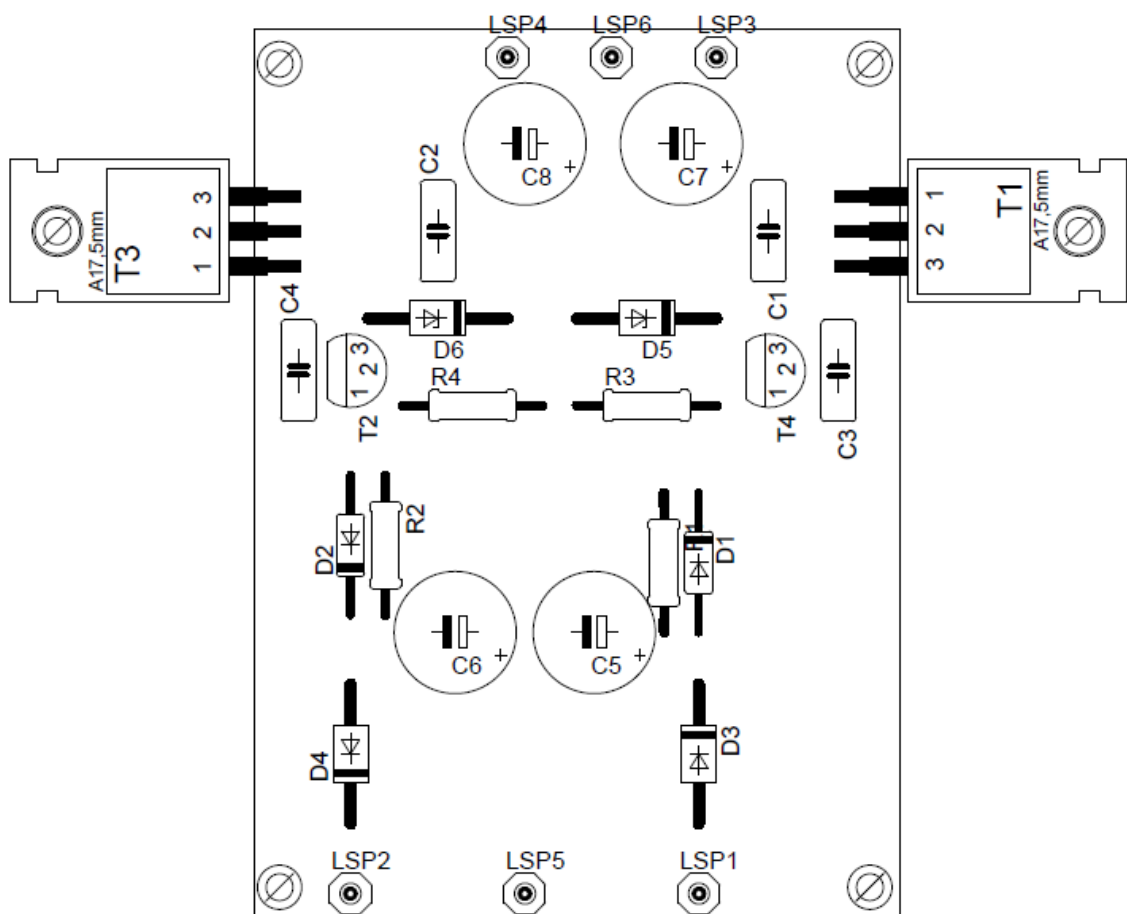 LSP4 LSP6 LSP3
C8 + C7 +
C2
C1
3
2
1
T3
A17,5mm
1
2
3
T1
A17,5mm
C4
D6 D5
R4 R3
1 2 3
T2
1 2 3
T4
C3
D2
R2
R1
D1
C6 + C5 +
D4
D3
LSP2 LSP5 LSP1